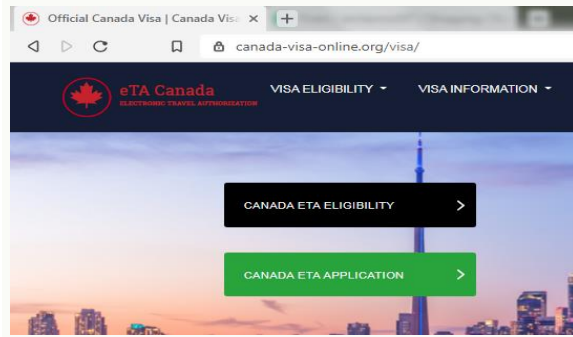 Official Canada Visa | Canada Vis
canada-visa-online.org/visa/
eTA Canada
ELECTRONIC TRAVEL AUTHORIZATION
VISA ELIGIBILITY
VISA INFORMATION
CANADA ETA ELIGIBILITY
CANADA ETA APPLICATION